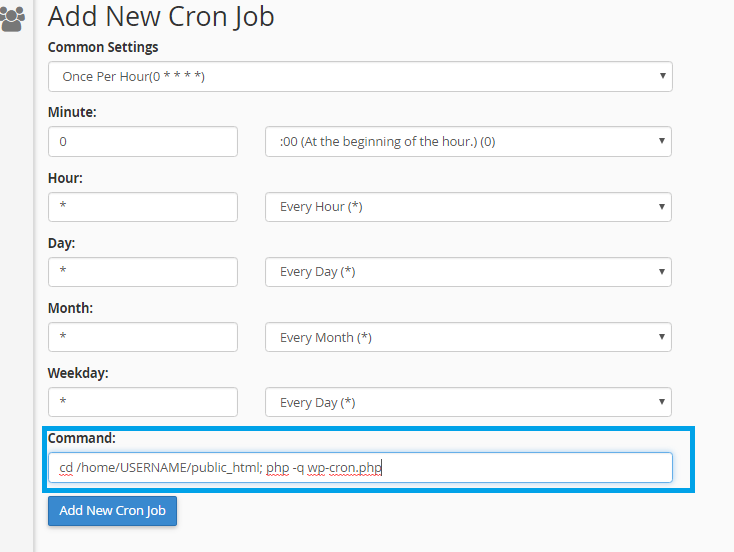 Add New Cron Job
Common Settings
Once Per Hour(0 * * * *)
Minute:
0 :00 (At the beginning of the hour.) (0)
Hour:
* Every Hour (*)
Day:
* Every Day (*)
Month:
* Every Month (*)
Weekday:
* Every Day (*)
Command:
cd /home/USERNAME/public_html; php -q wp-cron.php
Add New Cron Job